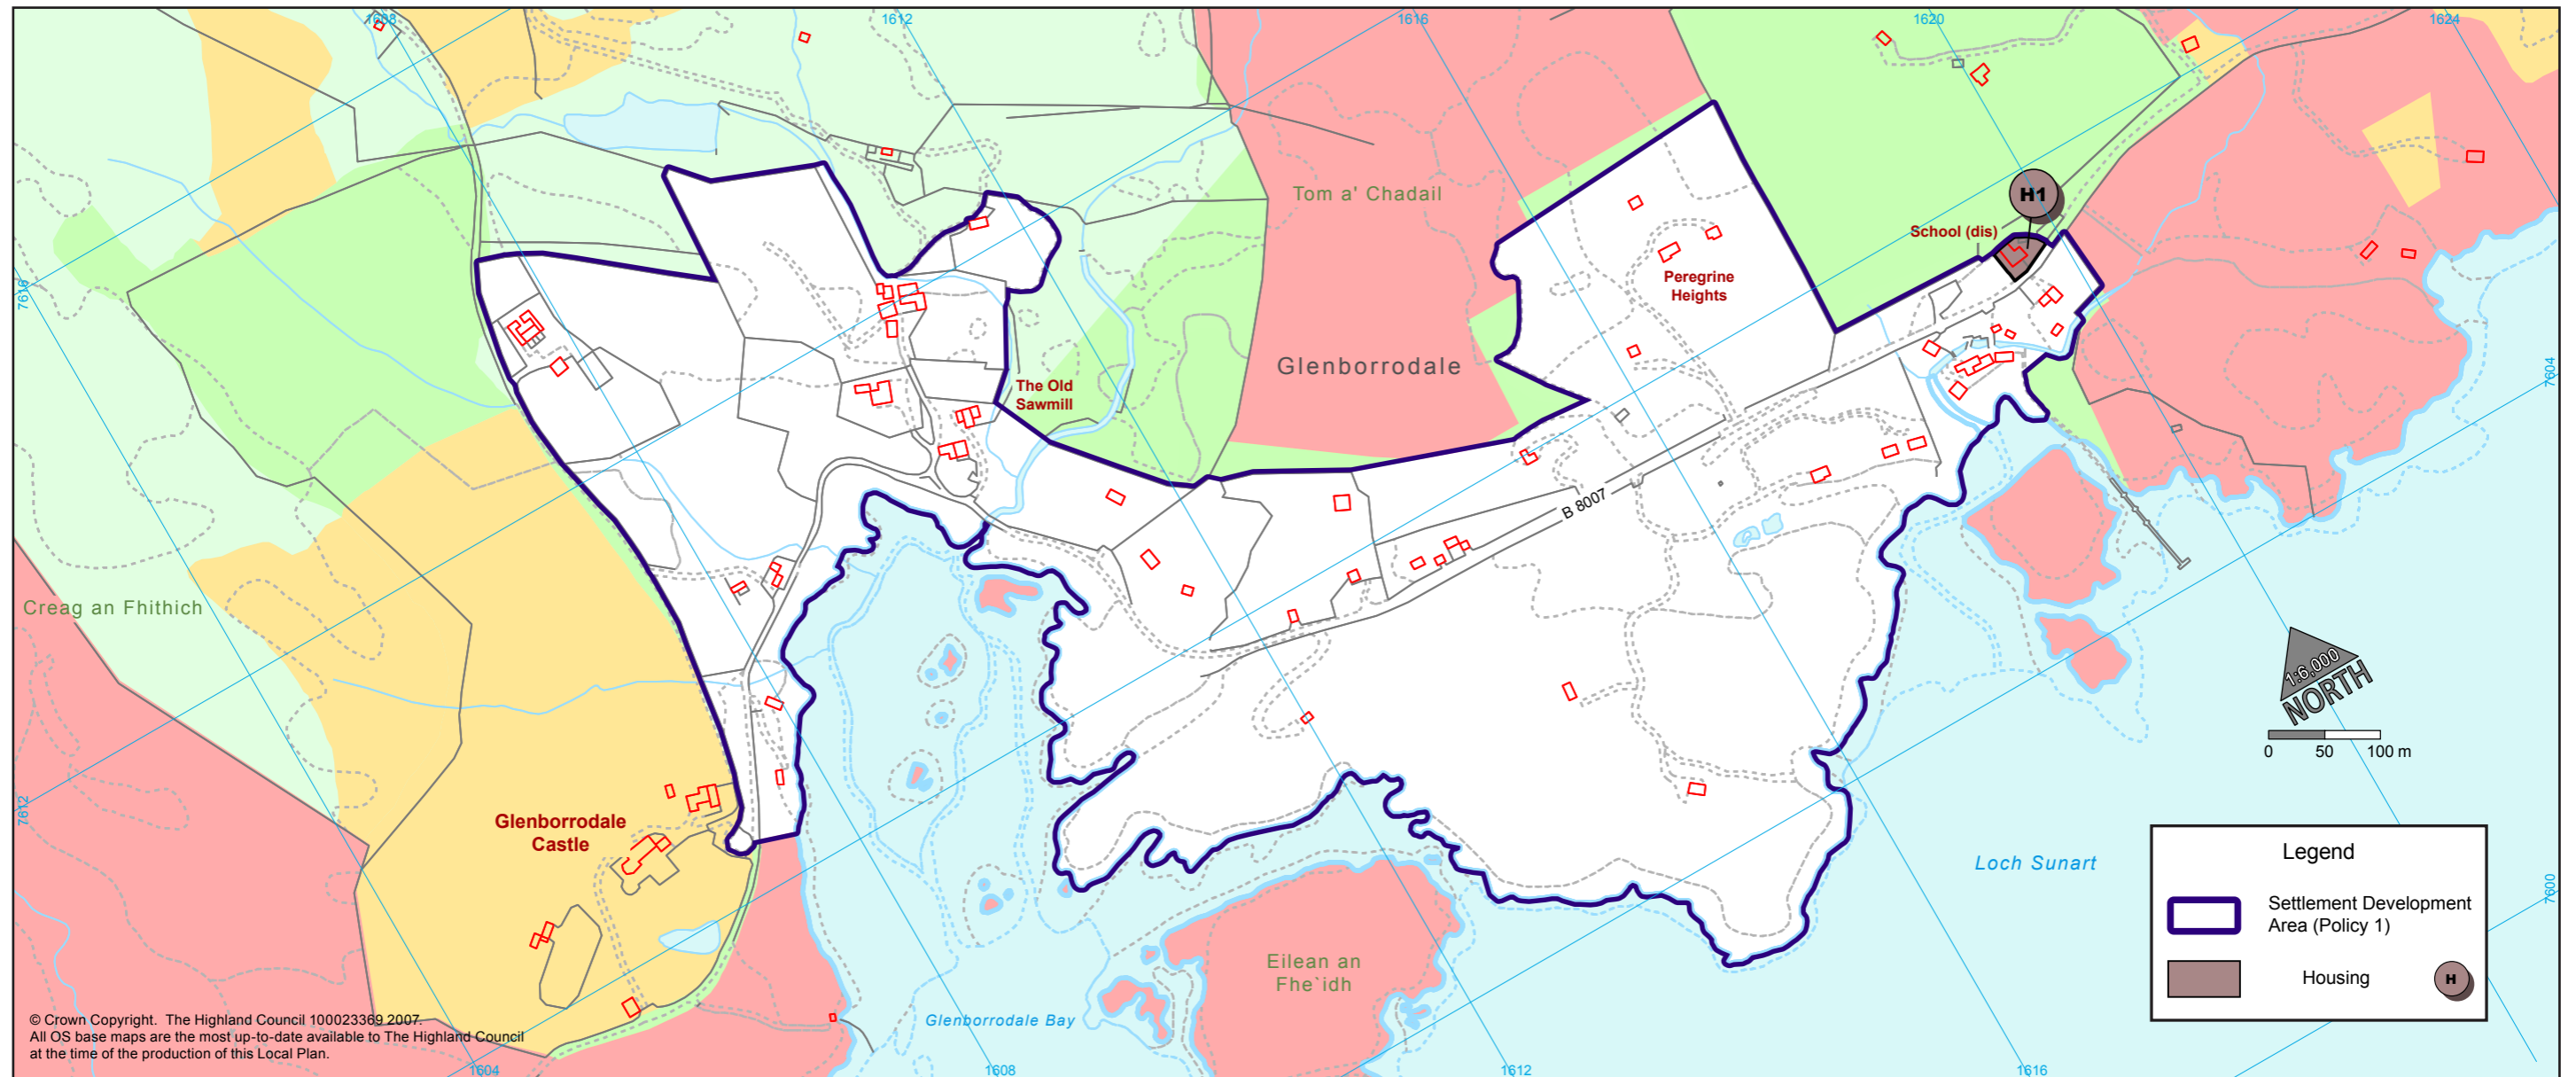 1608
1612
1616
1620
1624
H1
School (dis)
Tom a' Chadail
Peregrine
Heights
7616
Glenborrodale
7604
The Old
Sawmill
B 8007
Creag an Fhithich
1:6,000
NORTH
0 50 100 m
7612
Glenborrodale
Castle
Loch Sunart
7600
Legend
Settlement Development
Area (Policy 1)
Housing
H
Eilean an
Fhe`idh
Glenborrodale Bay
© Crown Copyright. The Highland Council 100023369 2007.
All OS base maps are the most up-to-date available to The Highland Council
at the time of the production of this Local Plan.
1604
1608
1612
1616